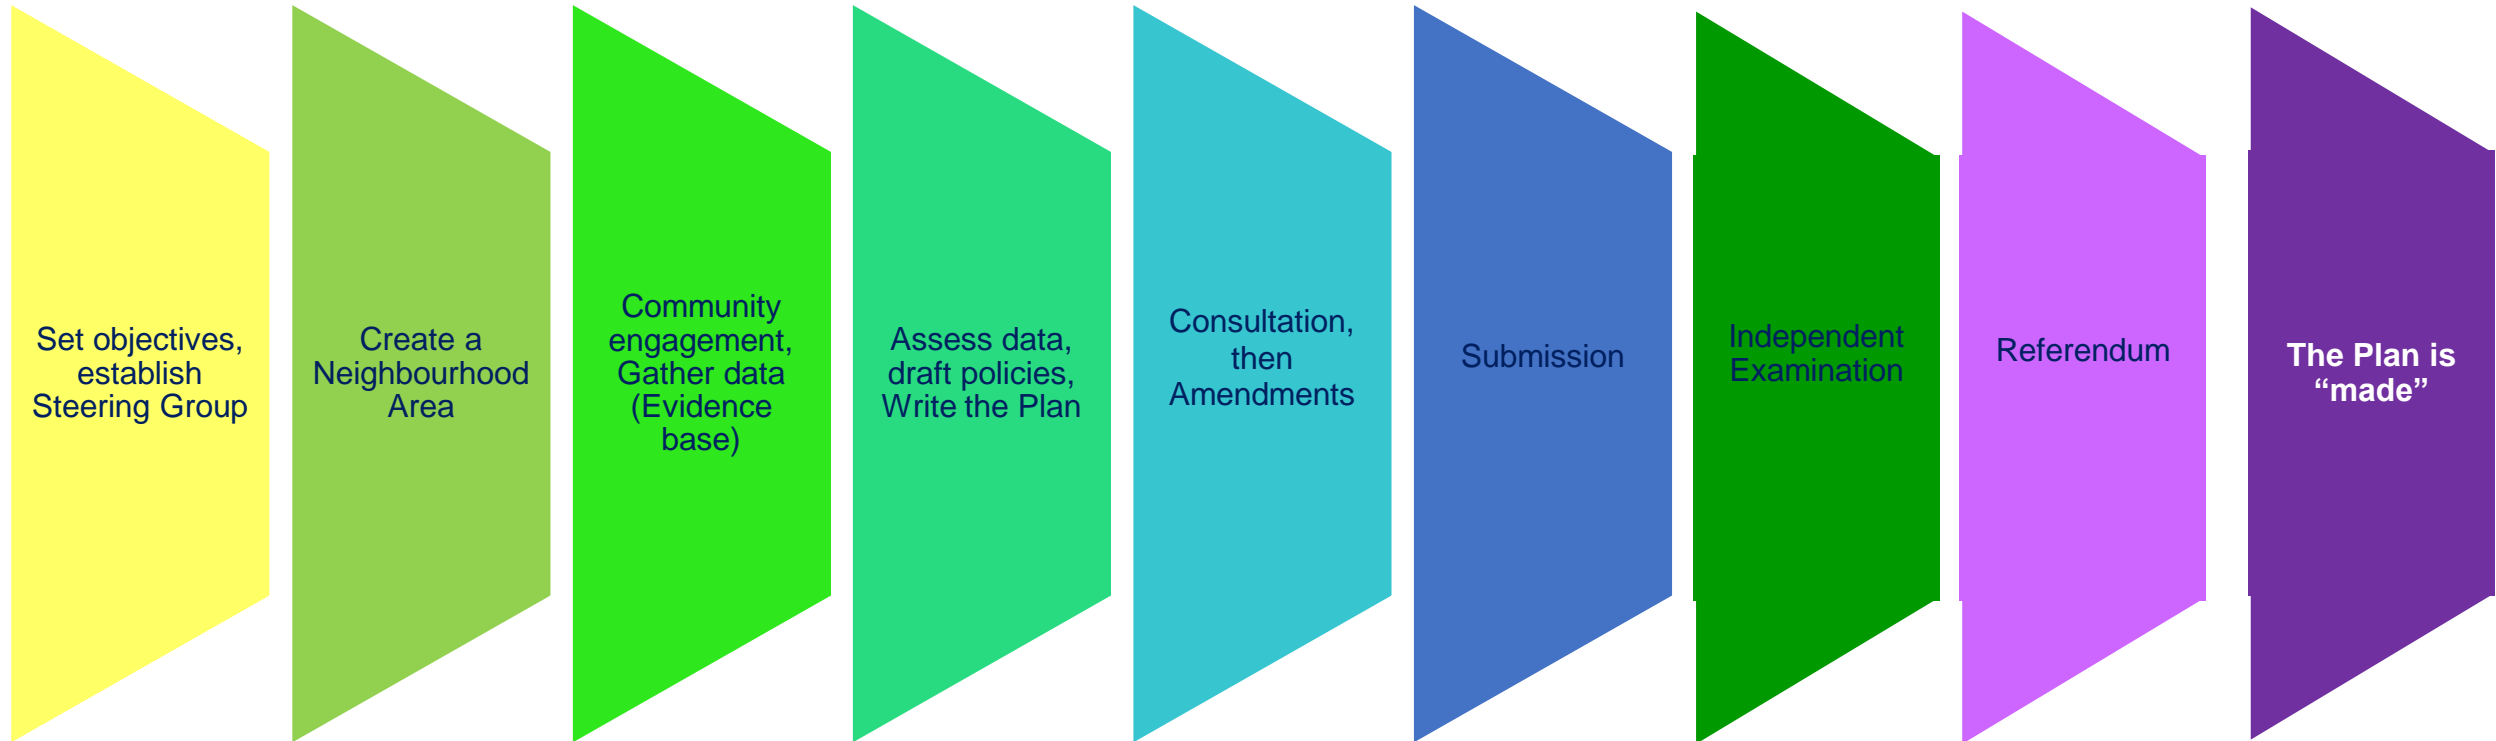 Set objectives,
establish
Steering Group
Create a
Neighbourhood
Area
Community
engagement,
Gather data
(Evidence
base)
Assess data,
draft policies,
Write the Plan
Consultation,
then
Amendments
Submission
Independent
Examination
Referendum
The Plan is
“made”